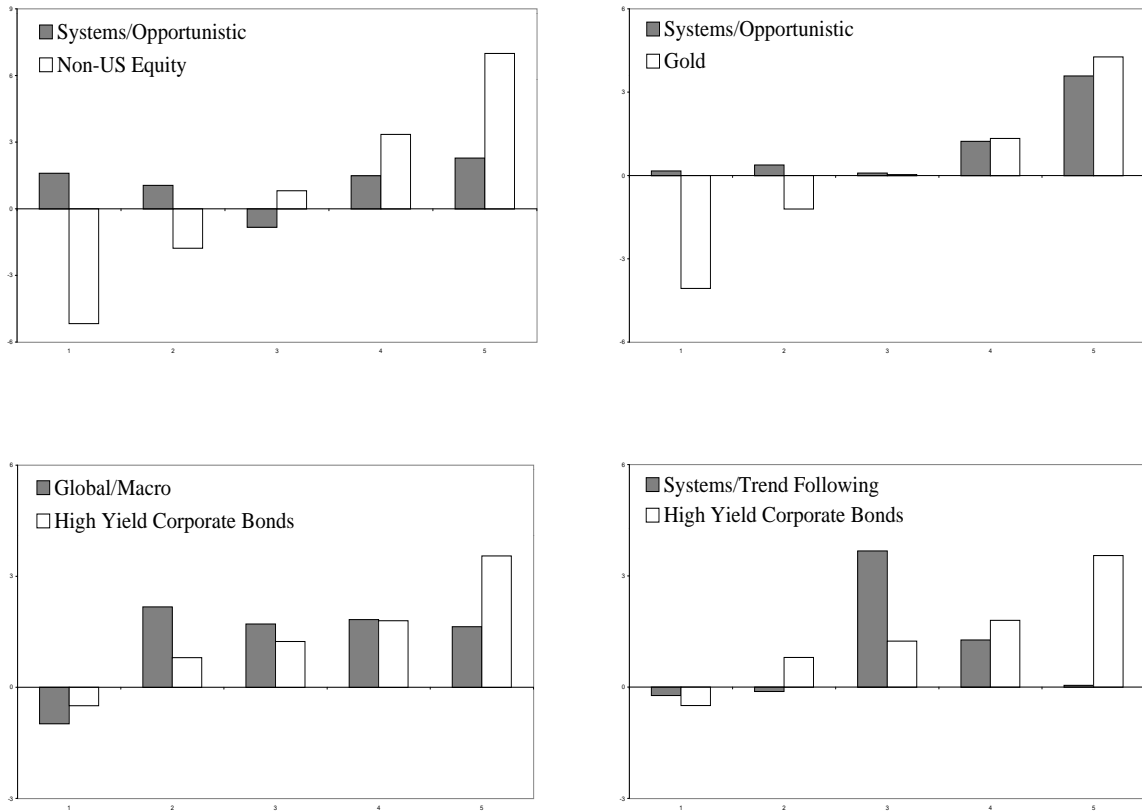 9
Systems/Opportunistic
Non-US Equity
6
3
0
-3
-6
1 2 3 4 5
6
Systems/Opportunistic
Gold
3
0
-3
-6
1 2 3 4 5
6
Global/Macro
High Yield Corporate Bonds
3
0
-3
1 2 3 4 5
6
Systems/Trend Following
High Yield Corporate Bonds
3
0
-3
1 2 3 4 5